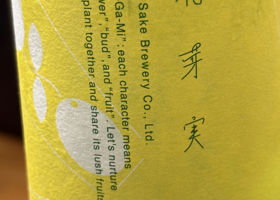 芽実
Sake Brewery Co., Ltd.
Ga-Mi": each character means
wer", "bud", and "fruit". Let's nurture
plant together and share its lush fruits